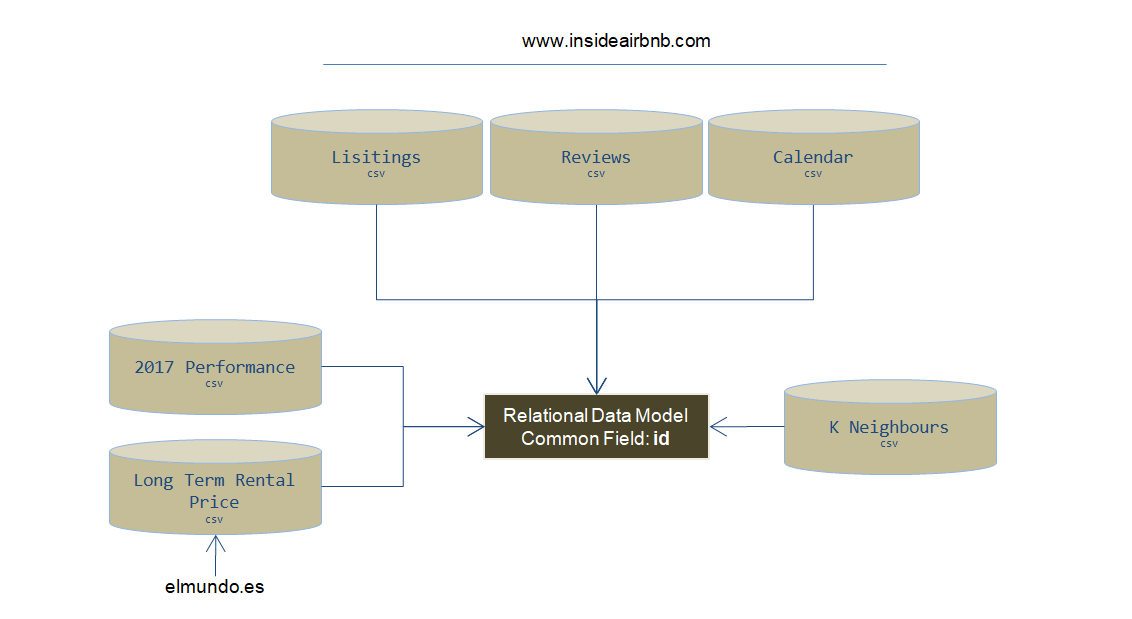 www.insideairbnb.com
Lisitings
csv
Reviews
csv
Calendar
csv
2017 Performance
csv
Long Term Rental
Price
csv
elmundo.es
Relational Data Model
Common Field: id
K Neighbours
csv